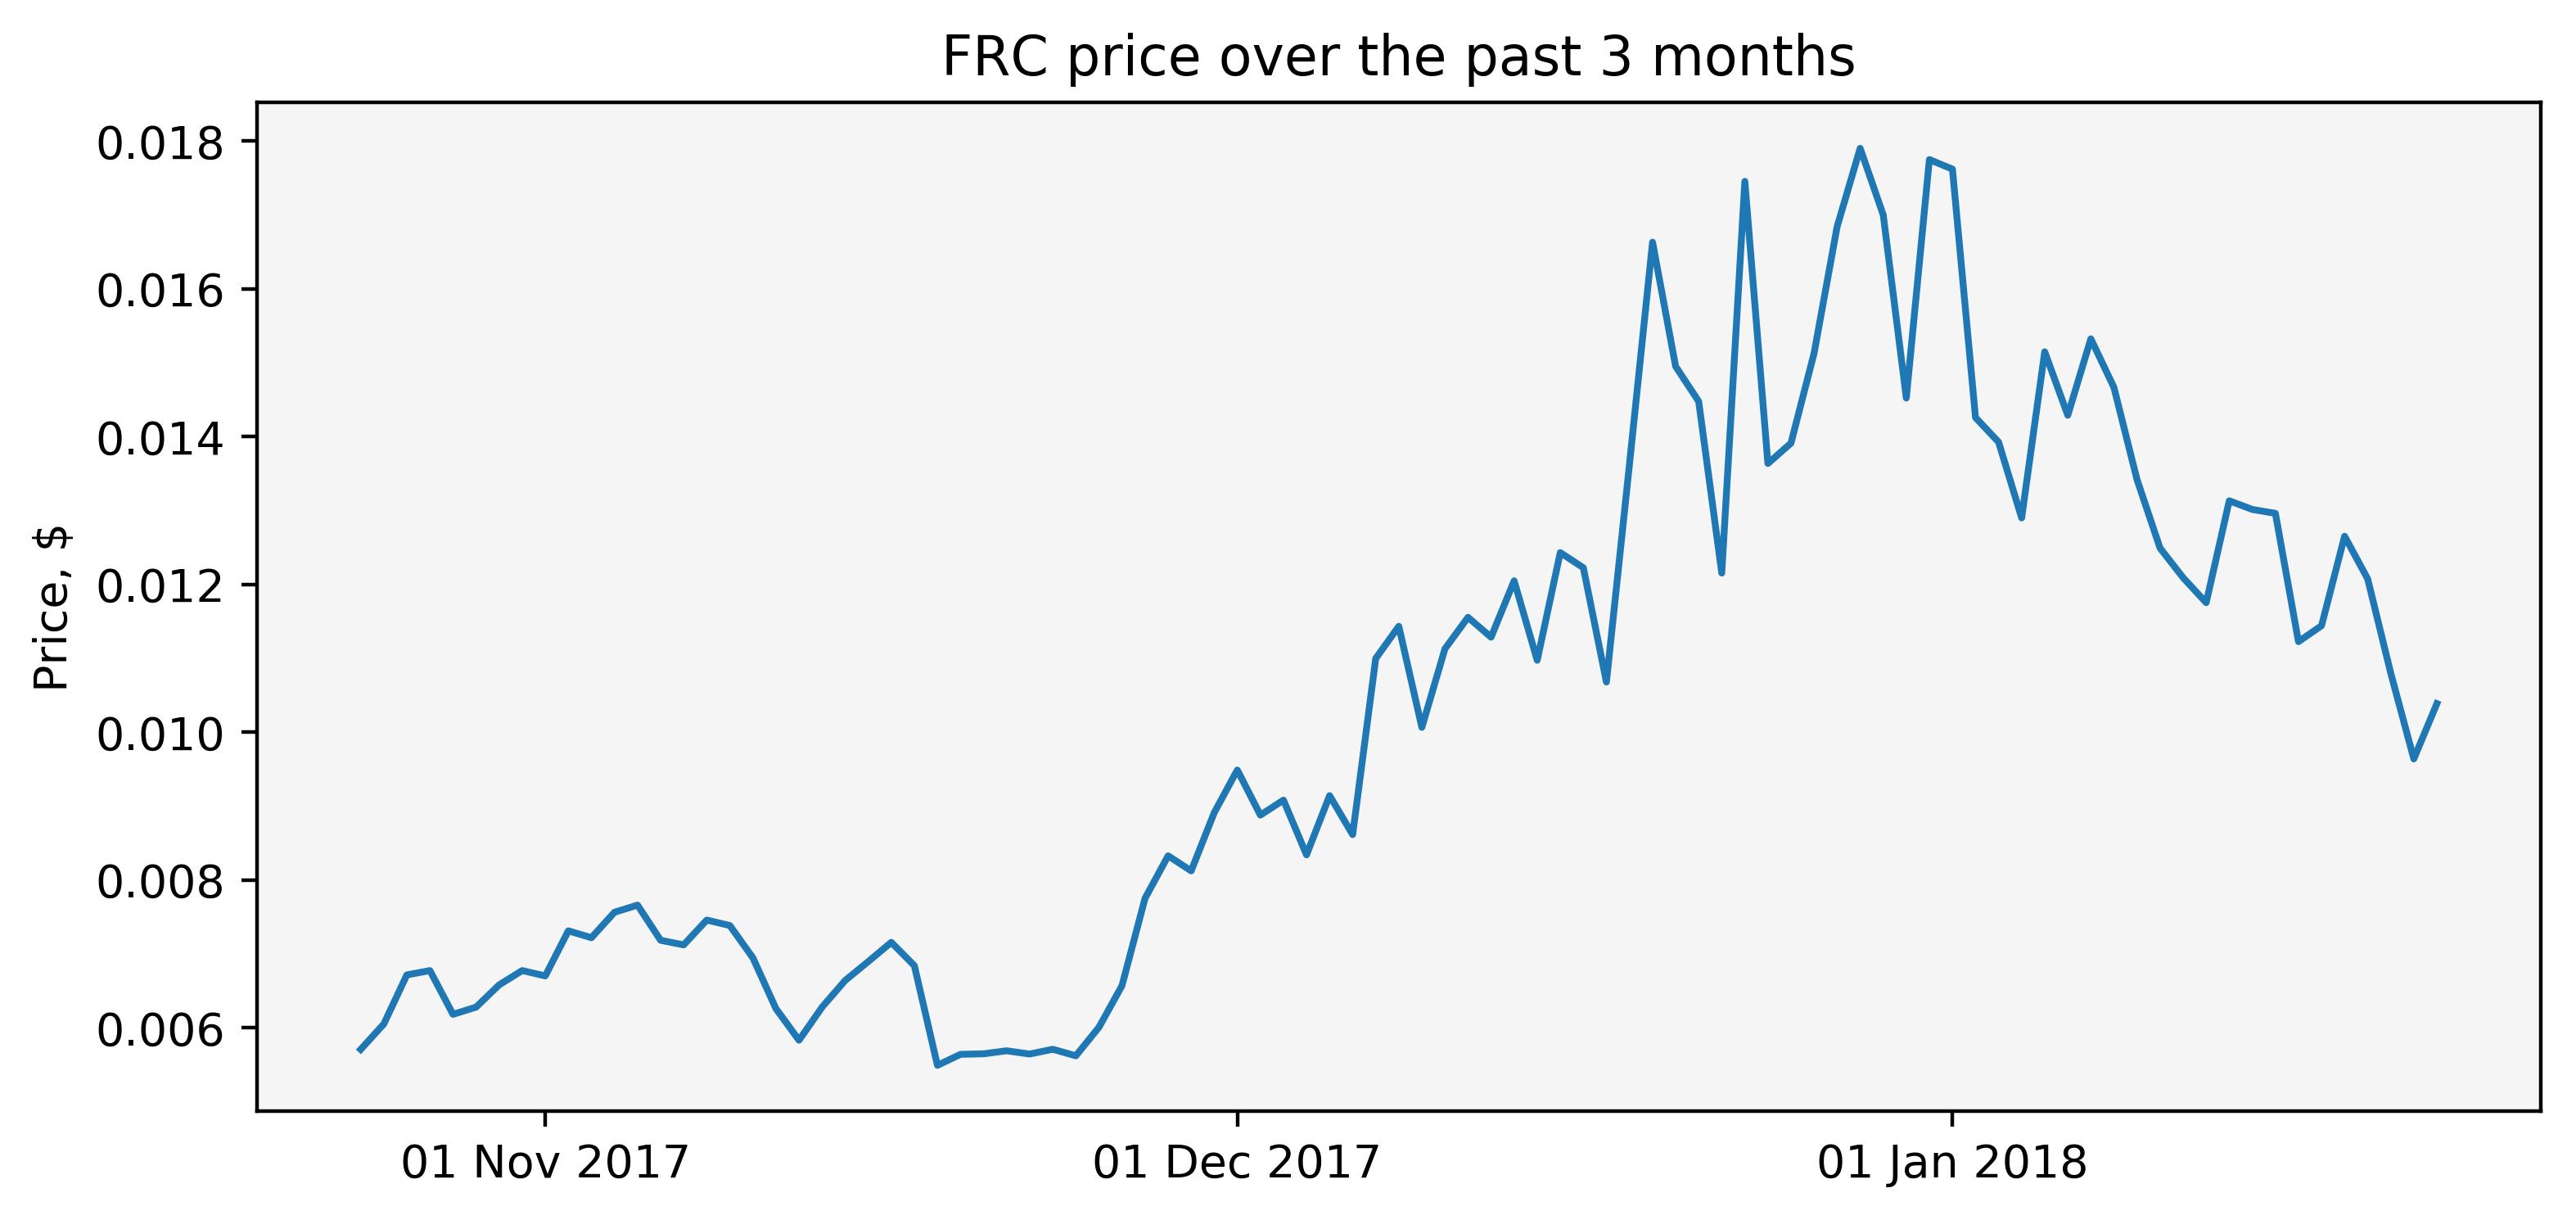 FRC price over the past 3 months
Price, $
0.018
0.016
0.014
0.012
0.010
0.008
0.006
01 Nov 2017
01 Dec 2017
01 Jan 2018